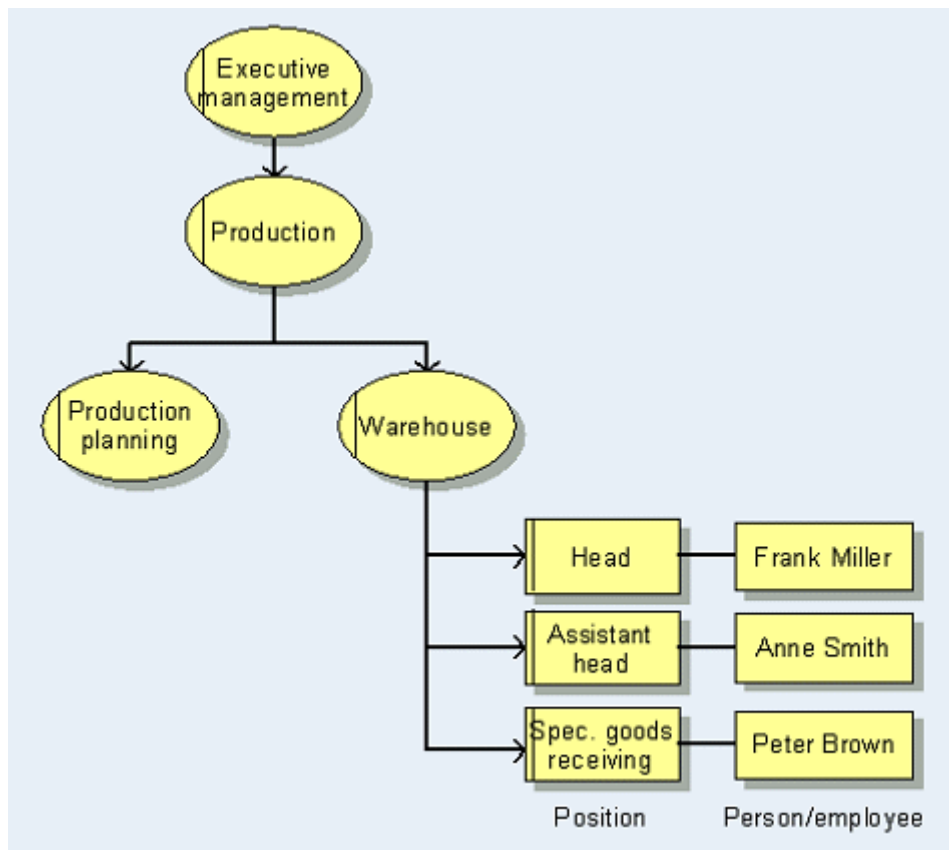 Executive
management
Production
Production
planning
Warehouse
Head
Frank Miller
Assistant
head
Anne Smith
Spec. goods
receiving
Peter Brown
Position
Person/employee